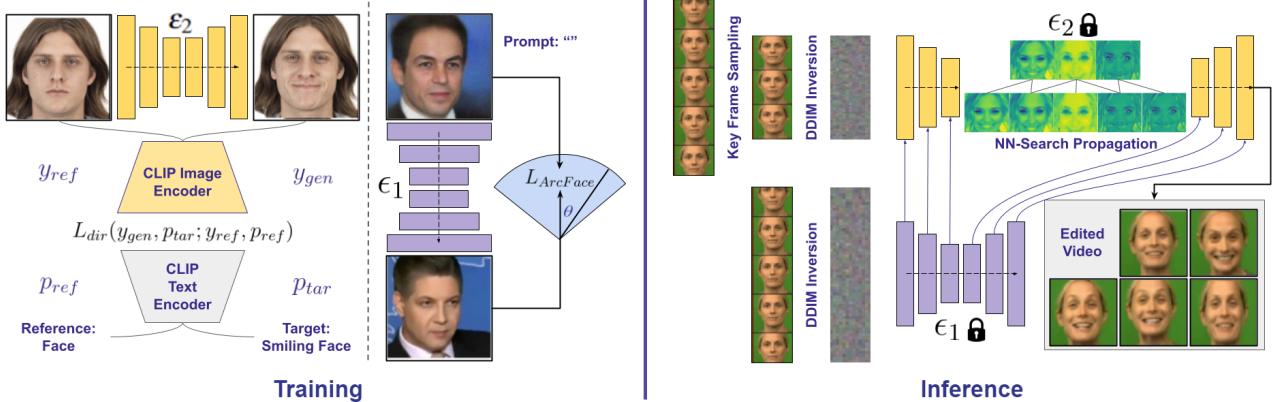 ε₂
y_ref
CLIP Image
Encoder
y_gen
L_dir(y_gen, p_tar; y_ref, p_ref)
p_ref
CLIP
Text
Encoder
p_tar
Reference:
Face
Target:
Smiling Face
Prompt: “”
ϵ₁
L_ArcFace
θ
Training
Key Frame Sampling
DDIM Inversion
DDIM Inversion
ϵ₂
NN-Search Propagation
ϵ₁
Edited
Video
Inference